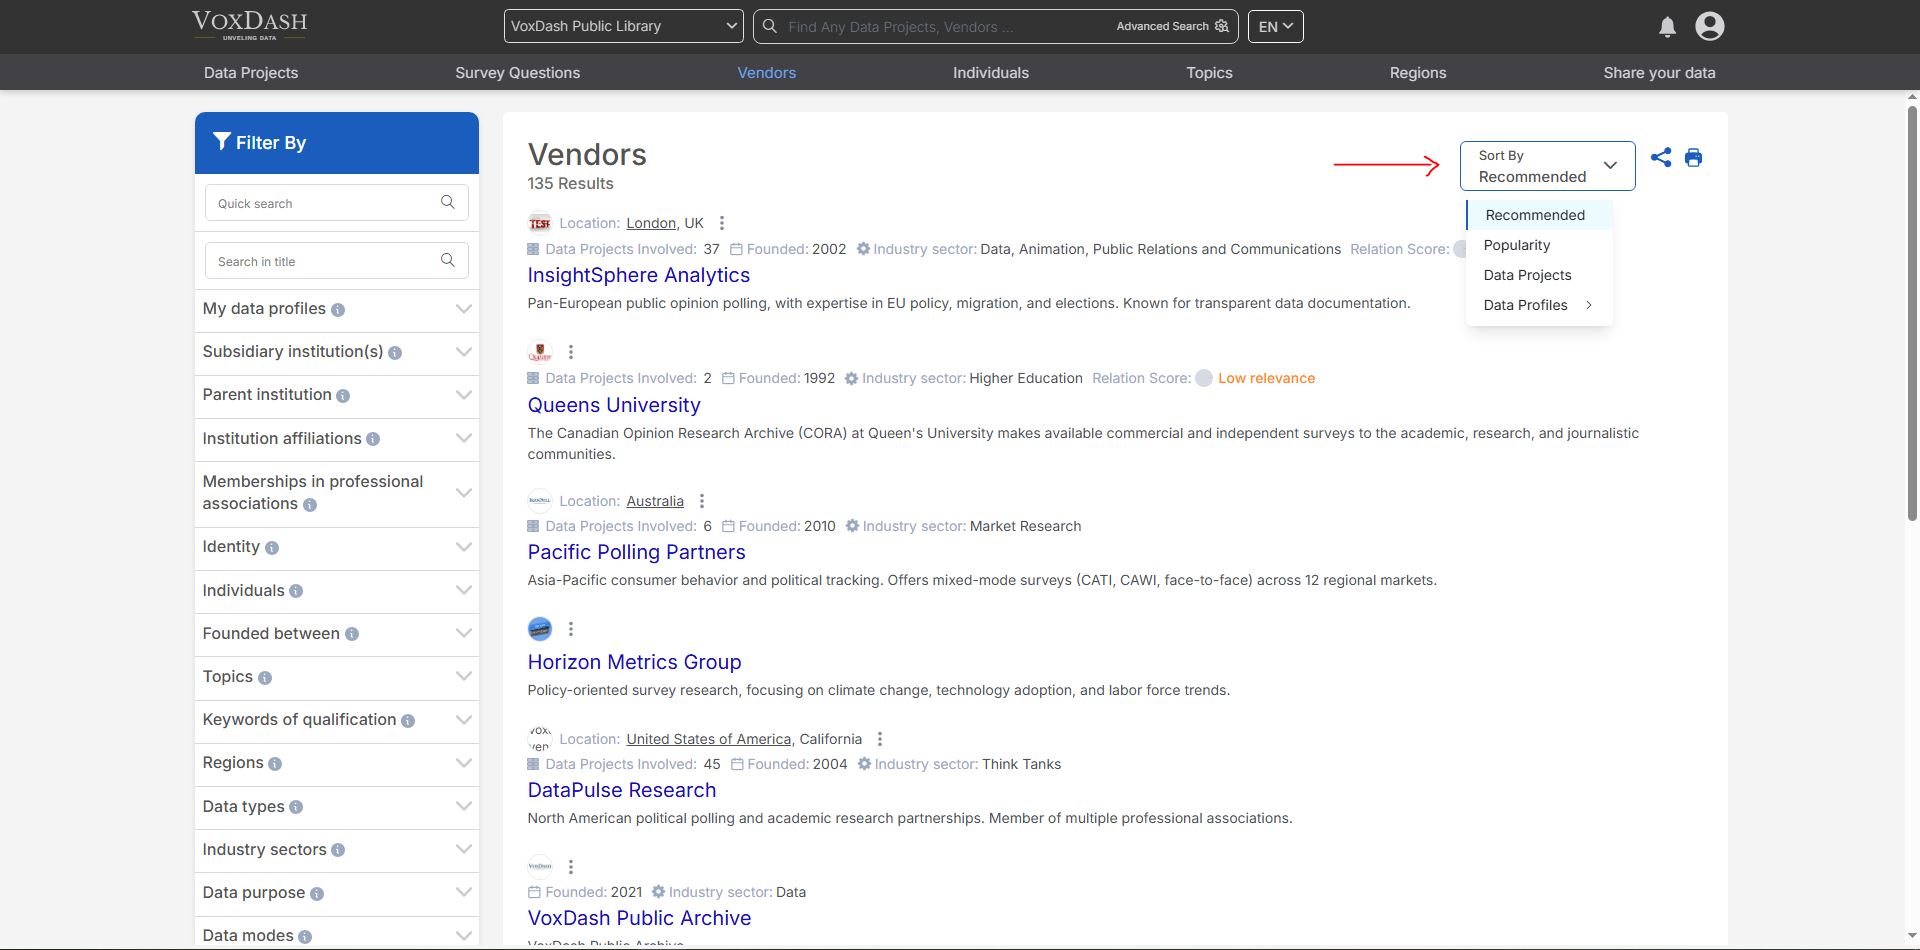 VOXDASH
UNVELING DATA
VoxDash Public Library
Find Any Data Projects, Vendors ...
Advanced Search
EN
Data Projects
Survey Questions
Vendors
Individuals
Topics
Regions
Share your data
Filter By
Quick search
Search in title
My data profiles
Subsidiary institution(s)
Parent institution
Institution affiliations
Memberships in professional
associations
Identity
Individuals
Founded between
Topics
Keywords of qualification
Regions
Data types
Industry sectors
Data purpose
Data modes
Vendors
135 Results
Sort By
Recommended
Recommended
Popularity
Data Projects
Data Profiles
TEST
Location: London, UK
Data Projects Involved: 37 Founded: 2002 Industry sector: Data, Animation, Public Relations and Communications Relation Score:
InsightSphere Analytics
Pan-European public opinion polling, with expertise in EU policy, migration, and elections. Known for transparent data documentation.
Data Projects Involved: 2 Founded: 1992 Industry sector: Higher Education Relation Score: Low relevance
Queens University
The Canadian Opinion Research Archive (CORA) at Queen's University makes available commercial and independent surveys to the academic, research, and journalistic
communities.
Location: Australia
Data Projects Involved: 6 Founded: 2010 Industry sector: Market Research
Pacific Polling Partners
Asia-Pacific consumer behavior and political tracking. Offers mixed-mode surveys (CATI, CAWI, face-to-face) across 12 regional markets.
Horizon Metrics Group
Policy-oriented survey research, focusing on climate change, technology adoption, and labor force trends.
Location: United States of America, California
Data Projects Involved: 45 Founded: 2004 Industry sector: Think Tanks
DataPulse Research
North American political polling and academic research partnerships. Member of multiple professional associations.
VOXDASH
Founded: 2021 Industry sector: Data
VoxDash Public Archive
VoxDash Public Archive